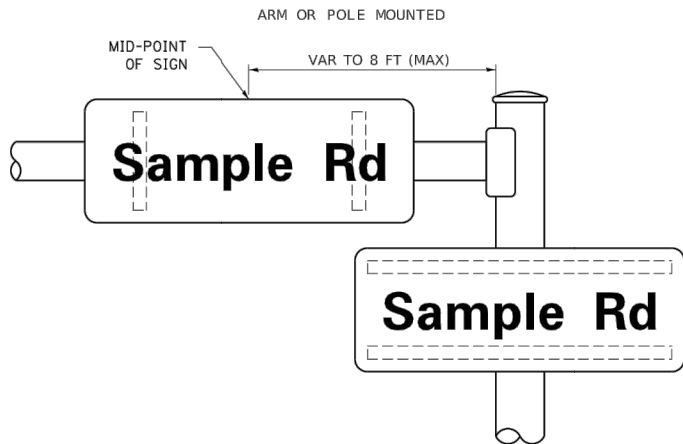 ARM OR POLE MOUNTED
MID-POINT
OF SIGN
VAR TO 8 FT (MAX)
Sample Rd
Sample Rd